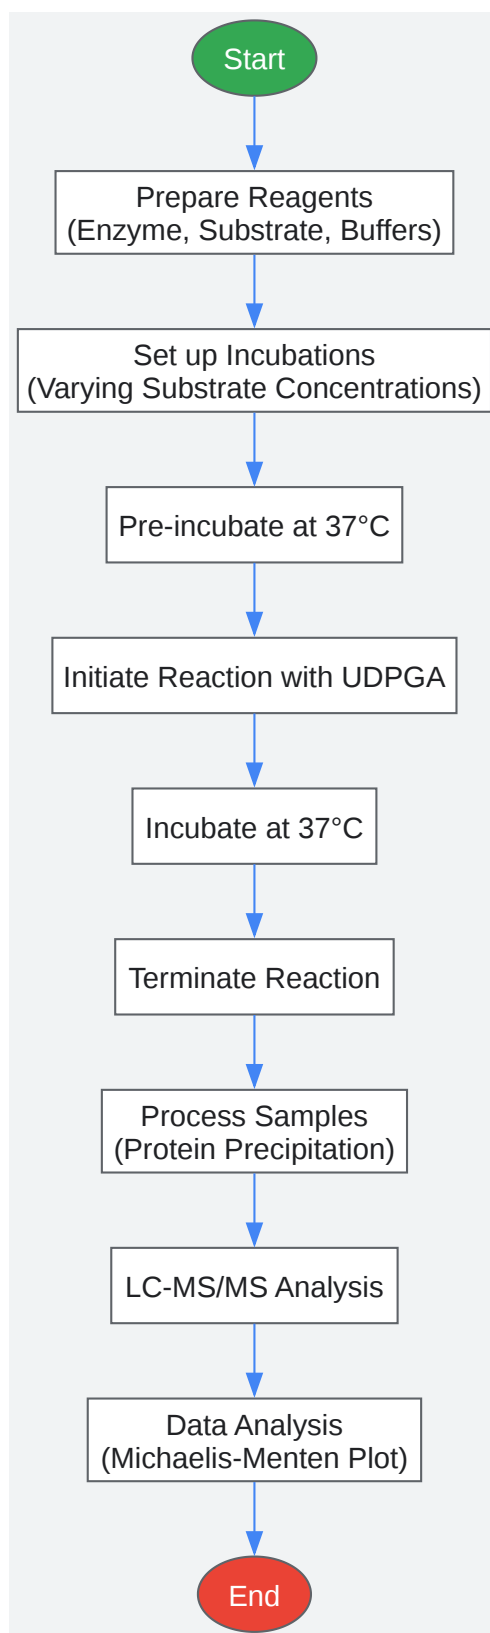 Start
Prepare Reagents
(Enzyme, Substrate, Buffers)
Set up Incubations
(Varying Substrate Concentrations)
Pre-incubate at 37°C
Initiate Reaction with UDPGA
Incubate at 37°C
Terminate Reaction
Process Samples
(Protein Precipitation)
LC-MS/MS Analysis
Data Analysis
(Michaelis-Menten Plot)
End